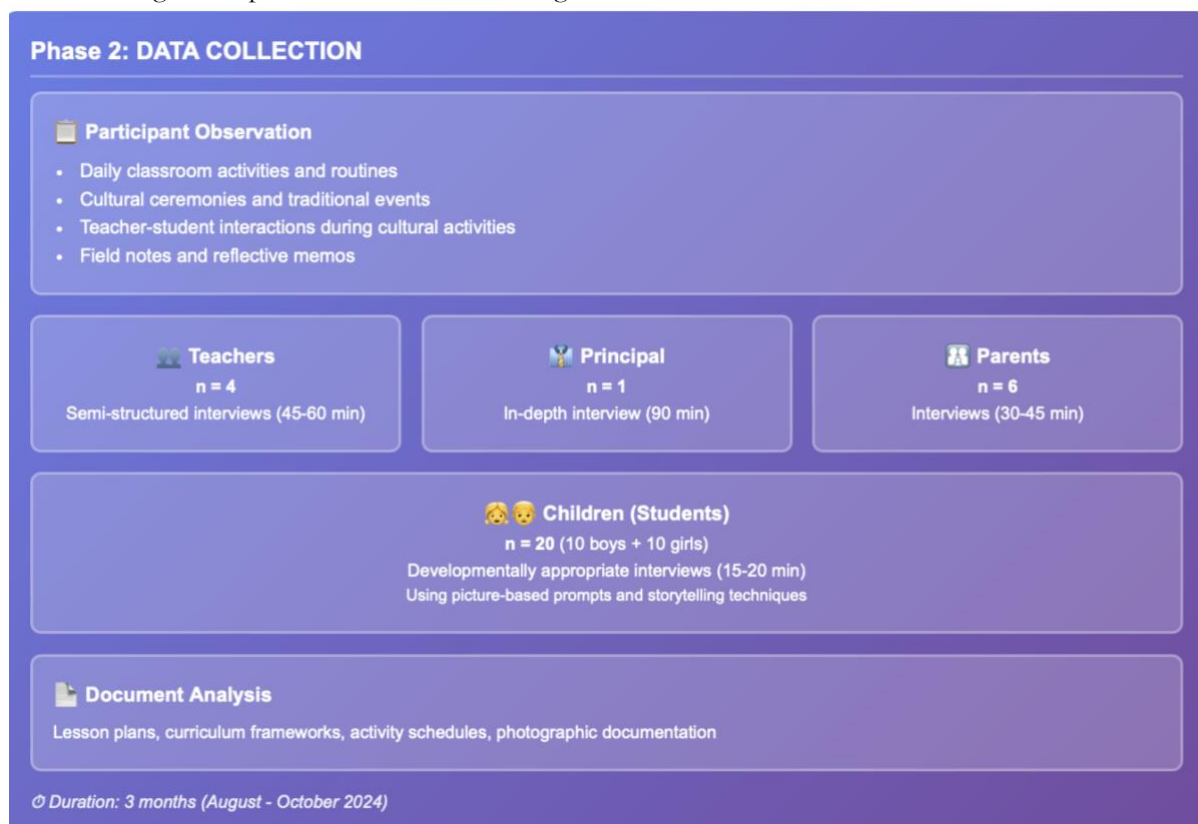 Phase 2: DATA COLLECTION
📋 Participant Observation
• Daily classroom activities and routines
• Cultural ceremonies and traditional events
• Teacher-student interactions during cultural activities
• Field notes and reflective memos
👥 Teachers
n = 4
Semi-structured interviews (45-60 min)
👔 Principal
n = 1
In-depth interview (90 min)
Parents
n = 6
Interviews (30-45 min)
Children (Students)
n = 20 (10 boys + 10 girls)
Developmentally appropriate interviews (15-20 min)
Using picture-based prompts and storytelling techniques
📄 Document Analysis
Lesson plans, curriculum frameworks, activity schedules, photographic documentation
⏱ Duration: 3 months (August - October 2024)